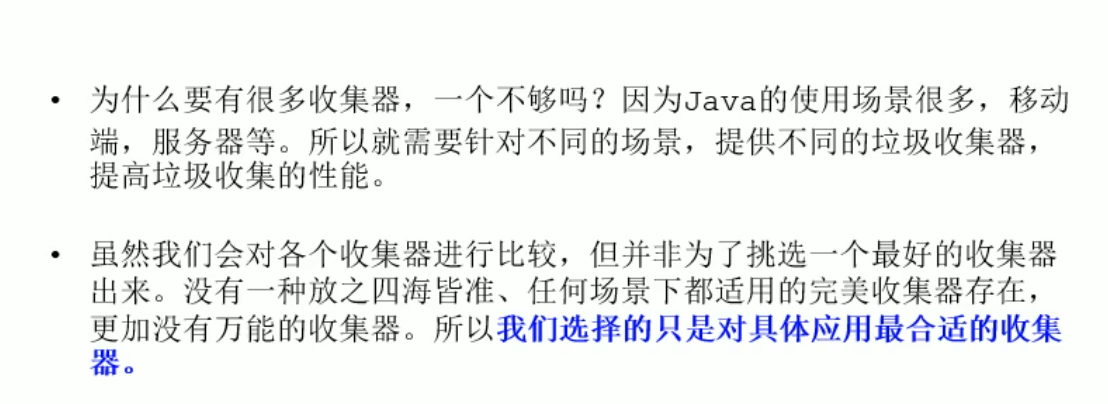 • 为什么要有很多收集器，一个不够吗？因为Java的使用场景很多，移动
端，服务器等。所以就需要针对不同的场景，提供不同的垃圾收集器，
提高垃圾收集的性能。
• 虽然我们会对各个收集器进行比较，但并非为了挑选一个最好的收集器
出来。没有一种放之四海皆准、任何场景下都适用的完美收集器存在，
更加没有万能的收集器。所以我们选择的只是对具体应用最合适的收集
器。